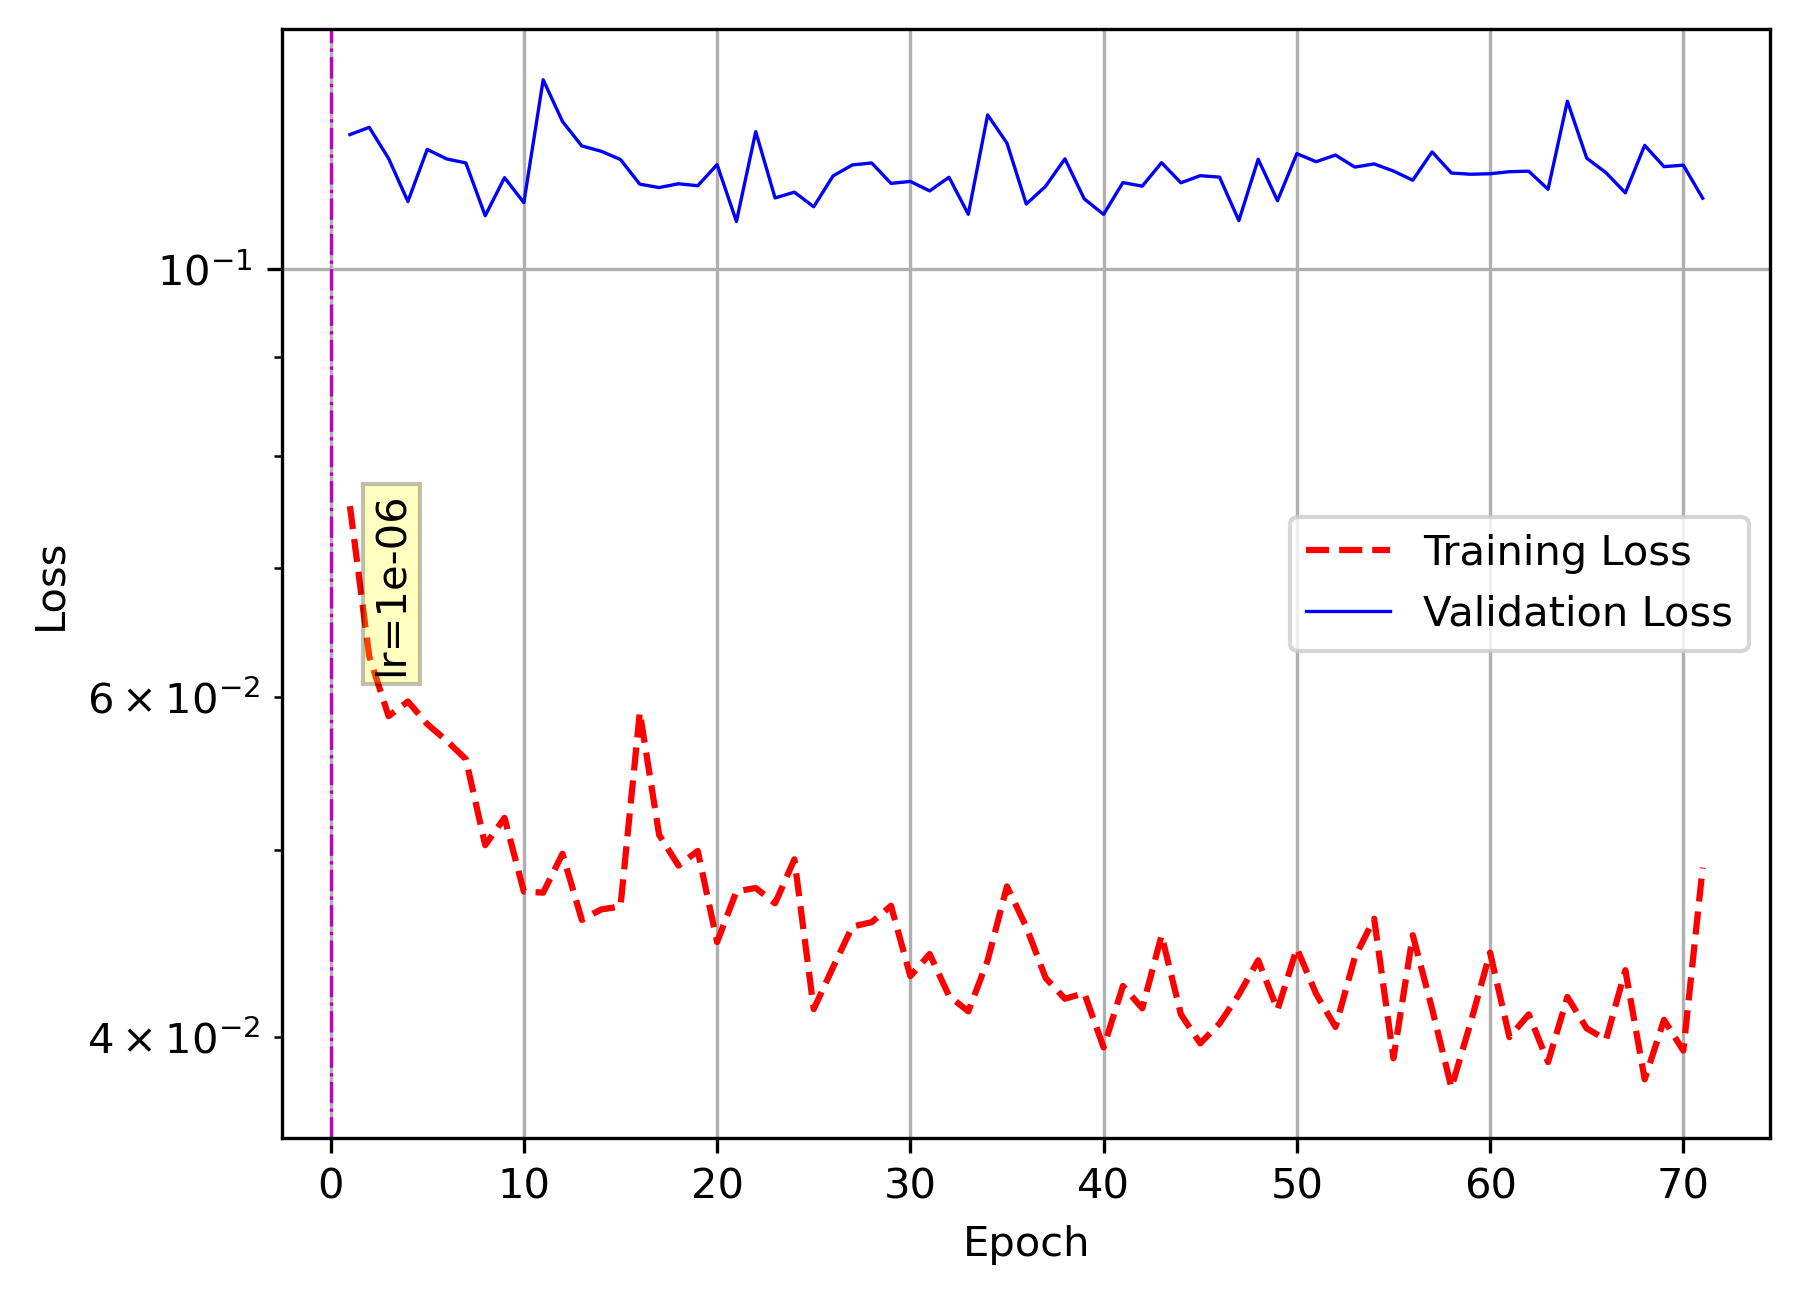 10⁻¹
6 × 10⁻²
4 × 10⁻²
Loss
lr=1e-06
Training Loss
Validation Loss
0 10 20 30 40 50 60 70
Epoch